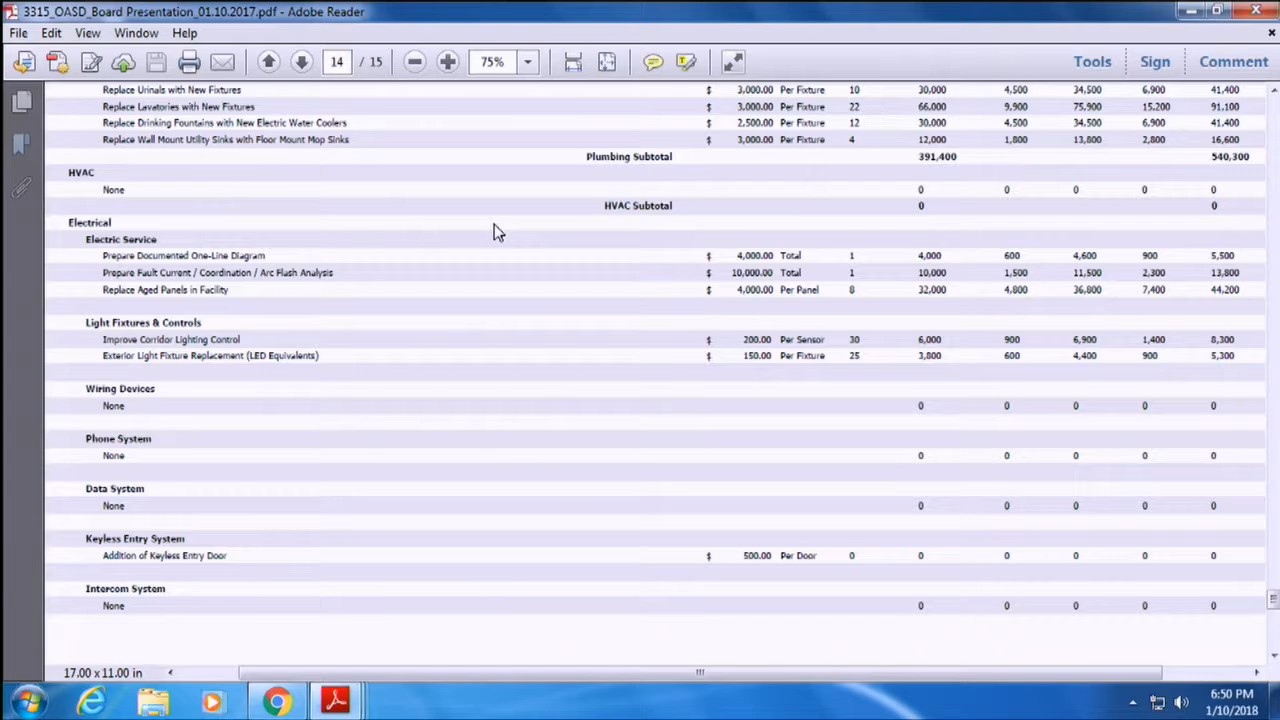 3315_OASD_Board Presentation_01.10.2017.pdf - Adobe Reader
File Edit View Window Help
14 / 15 75% Tools Sign Comment
Replace Urinals with New Fixtures $ 3,000.00 Per Fixture 10 30,000 4,500 34,500 6,900 41,400
Replace Lavatories with New Fixtures $ 3,000.00 Per Fixture 22 66,000 9,900 75,900 15,200 91,100
Replace Drinking Fountains with New Electric Water Coolers $ 2,500.00 Per Fixture 12 30,000 4,500 34,500 6,900 41,400
Replace Wall Mount Utility Sinks with Floor Mount Mop Sinks $ 3,000.00 Per Fixture 4 12,000 1,800 13,800 2,800 16,600
Plumbing Subtotal 391,400 540,300
HVAC
None 0 0 0 0 0
HVAC Subtotal 0 0
Electrical
Electric Service
Prepare Documented One-Line Diagram $ 4,000.00 Total 1 4,000 600 4,600 900 5,500
Prepare Fault Current / Coordination / Arc Flash Analysis $ 10,000.00 Total 1 10,000 1,500 11,500 2,300 13,800
Replace Aged Panels in Facility $ 4,000.00 Per Panel 8 32,000 4,800 36,800 7,400 44,200
Light Fixtures & Controls
Improve Corridor Lighting Control $ 200.00 Per Sensor 30 6,000 900 6,900 1,400 8,300
Exterior Light Fixture Replacement (LED Equivalents) $ 150.00 Per Fixture 25 3,800 600 4,400 900 5,300
Wiring Devices
None 0 0 0 0 0
Phone System
None 0 0 0 0 0
Data System
None 0 0 0 0 0
Keyless Entry System
Addition of Keyless Entry Door $ 500.00 Per Door 0 0 0 0 0 0
Intercom System
None 0 0 0 0 0
17.00 x 11.00 in
6:50 PM
1/10/2018